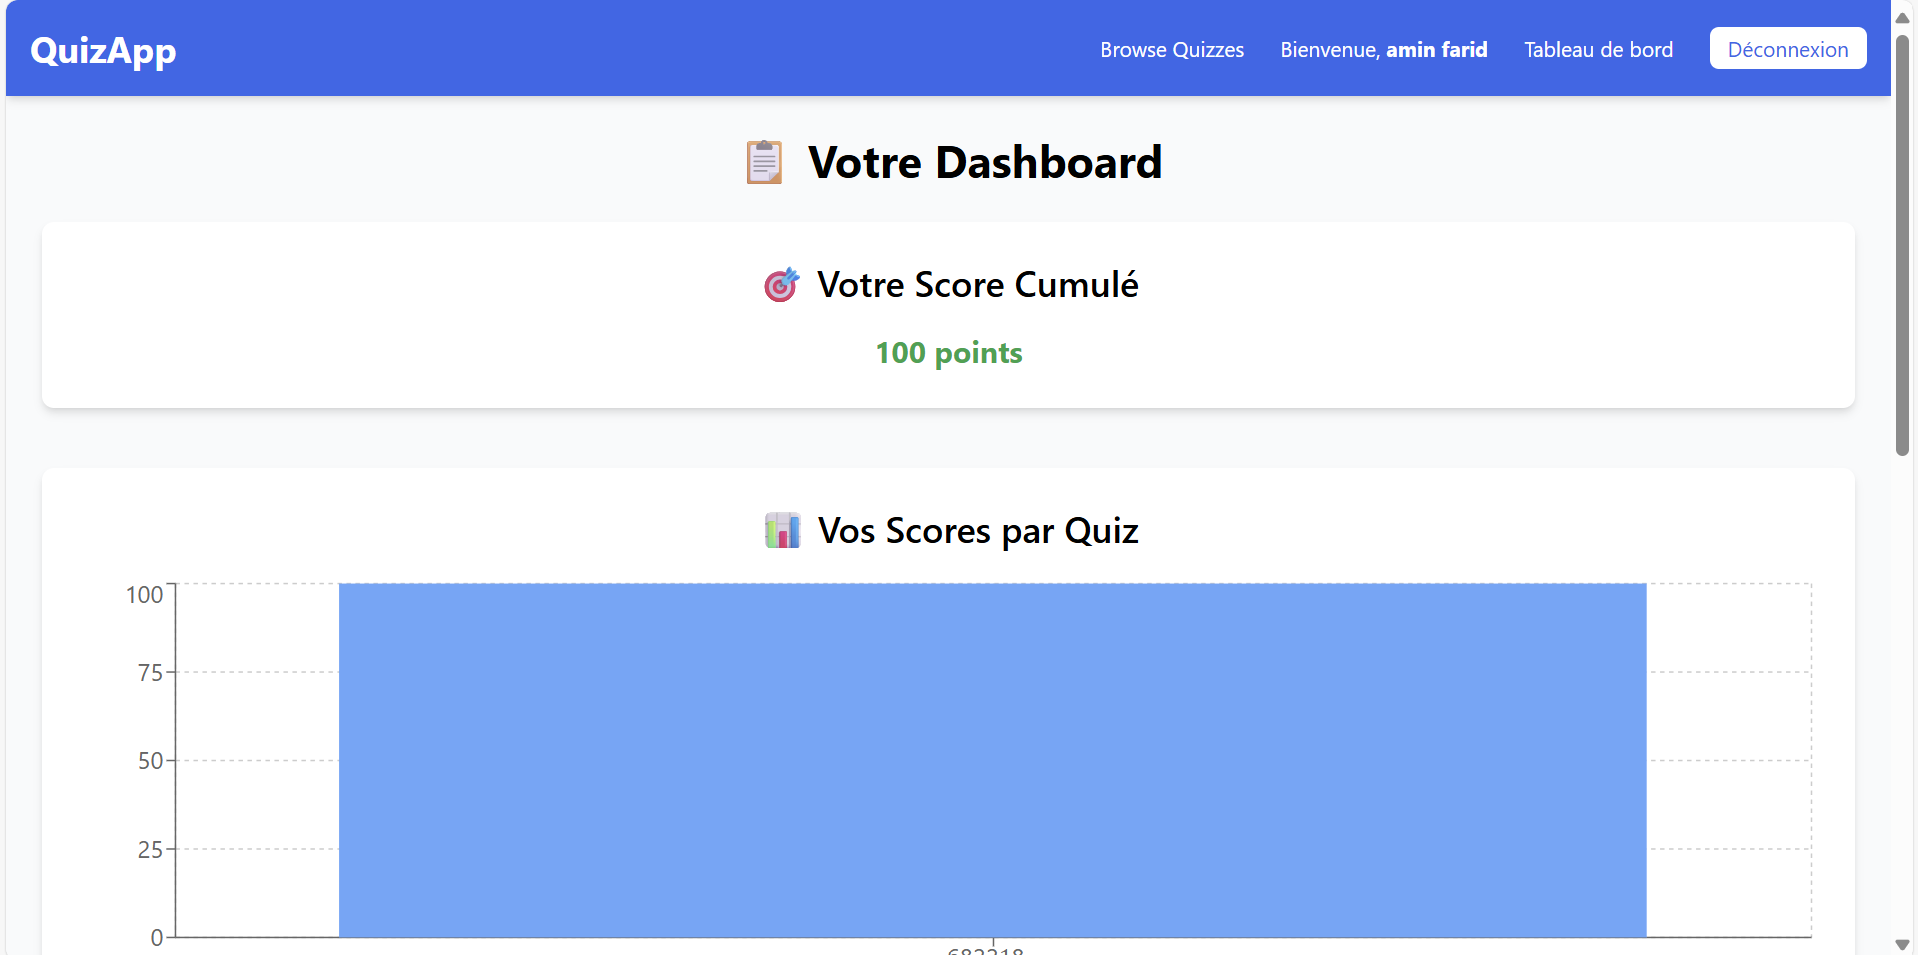 QuizApp
Browse Quizzes
Bienvenue, amin farid
Tableau de bord
Déconnexion
Votre Dashboard
Votre Score Cumulé
100 points
Vos Scores par Quiz
100
75
50
25
0